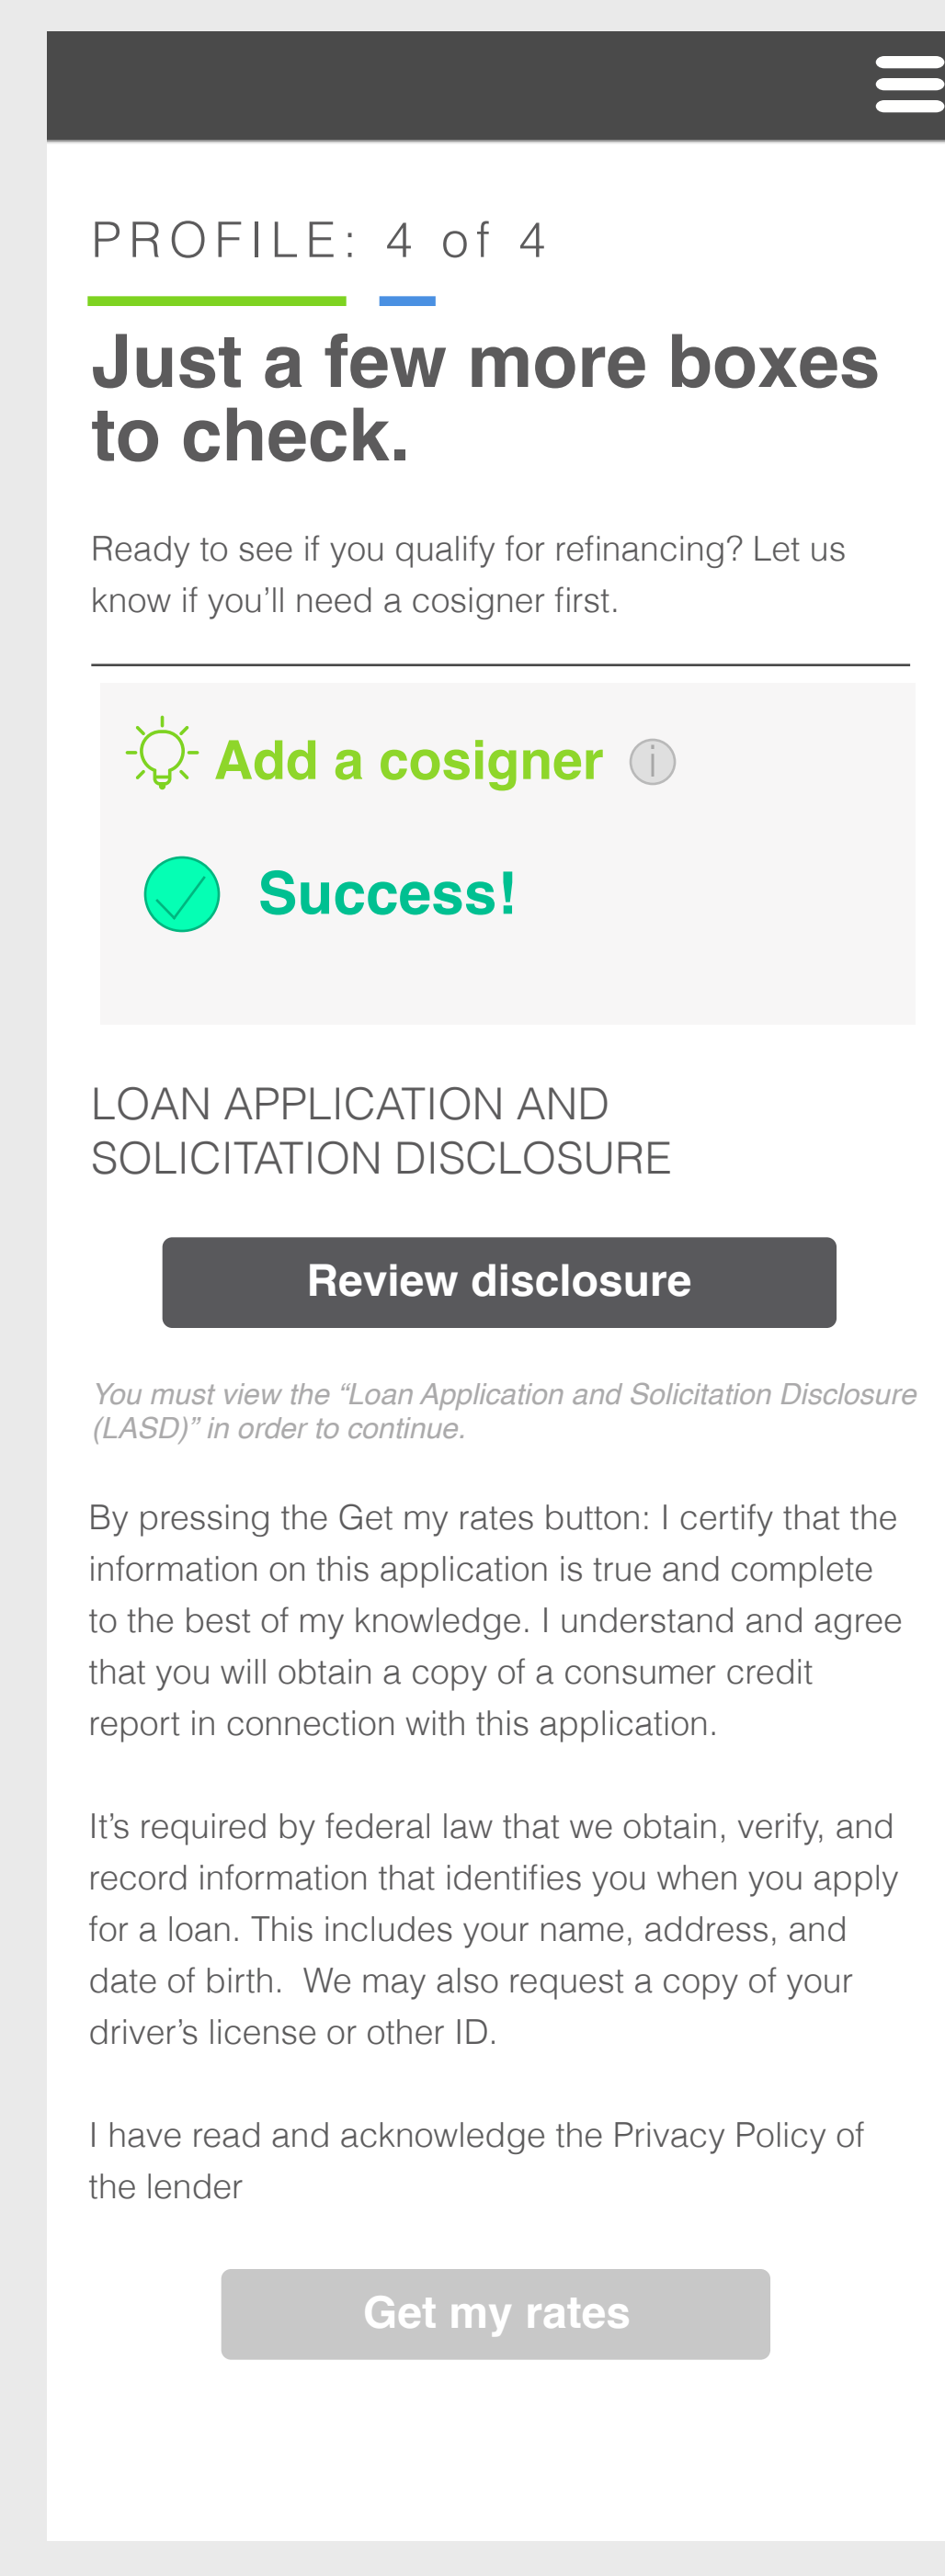 PROFILE: 4 of 4
Just a few more boxes
to check.
Ready to see if you qualify for refinancing? Let us
know if you’ll need a cosigner first.
Add a cosigner i
Success!
LOAN APPLICATION AND
SOLICITATION DISCLOSURE
Review disclosure
You must view the “Loan Application and Solicitation Disclosure
(LASD)” in order to continue.
By pressing the Get my rates button: I certify that the
information on this application is true and complete
to the best of my knowledge. I understand and agree
that you will obtain a copy of a consumer credit
report in connection with this application.
It’s required by federal law that we obtain, verify, and
record information that identifies you when you apply
for a loan. This includes your name, address, and
date of birth.  We may also request a copy of your
driver’s license or other ID.
I have read and acknowledge the Privacy Policy of
the lender
Get my rates